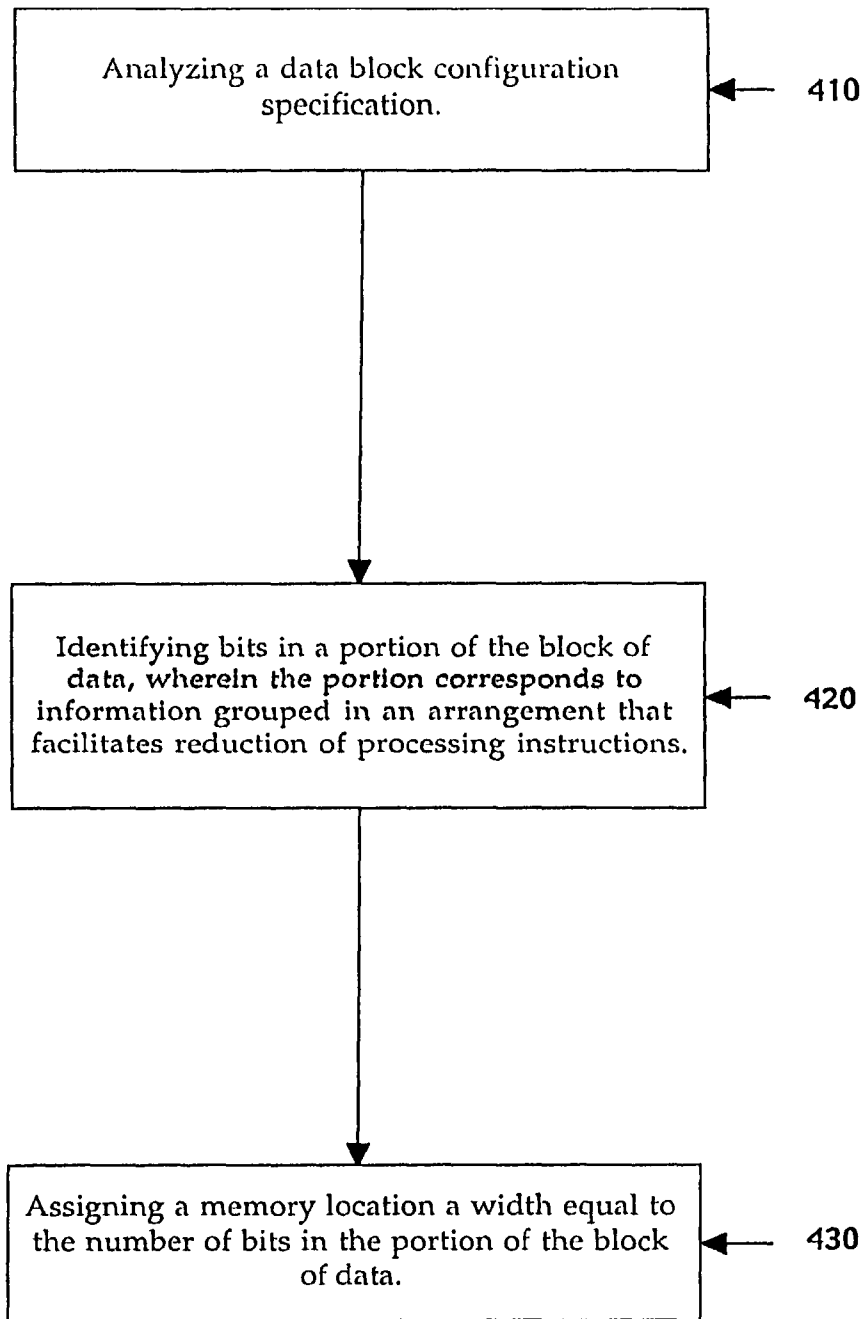 Analyzing a data block configuration
specification.
410
Identifying bits in a portion of the block of
data, wherein the portion corresponds to
information grouped in an arrangement that
facilitates reduction of processing instructions.
420
Assigning a memory location a width equal to
the number of bits in the portion of the block
of data.
430